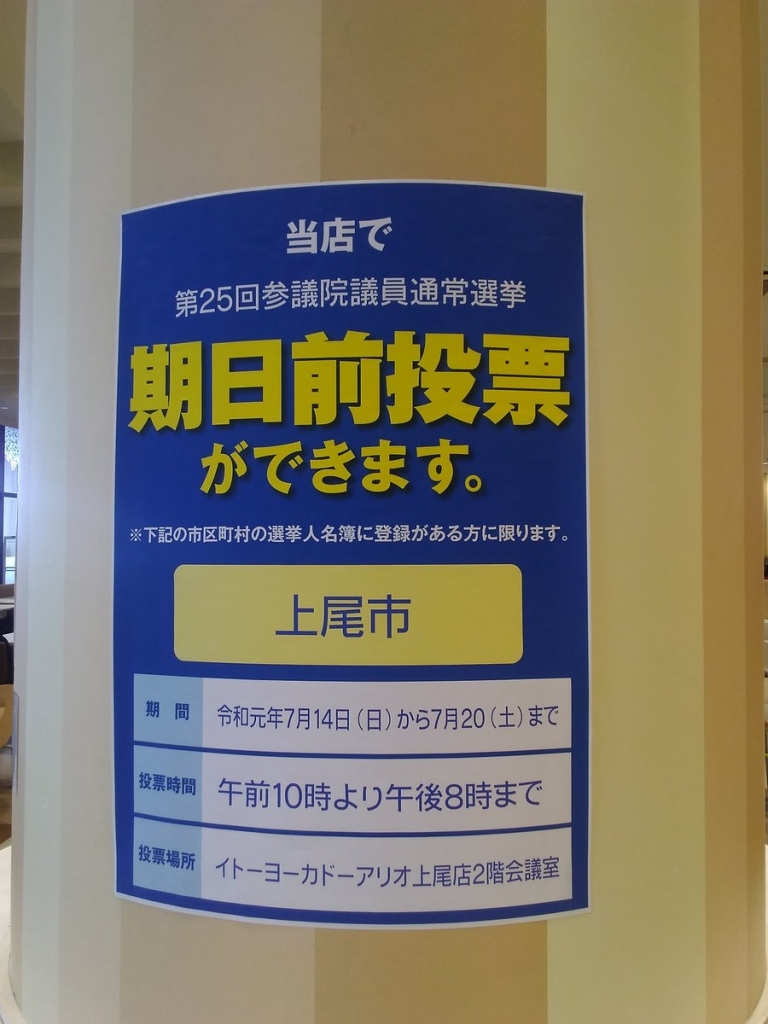 当店で
第25回参議院議員通常選挙
期日前投票
ができます。
※下記の市区町村の選挙人名簿に登録がある方に限ります。
上尾市
期 間 令和元年7月14日（日）から7月20（土）まで
投票時間 午前10時より午後8時まで
投票場所 イトーヨーカドーアリオ上尾店2階会議室